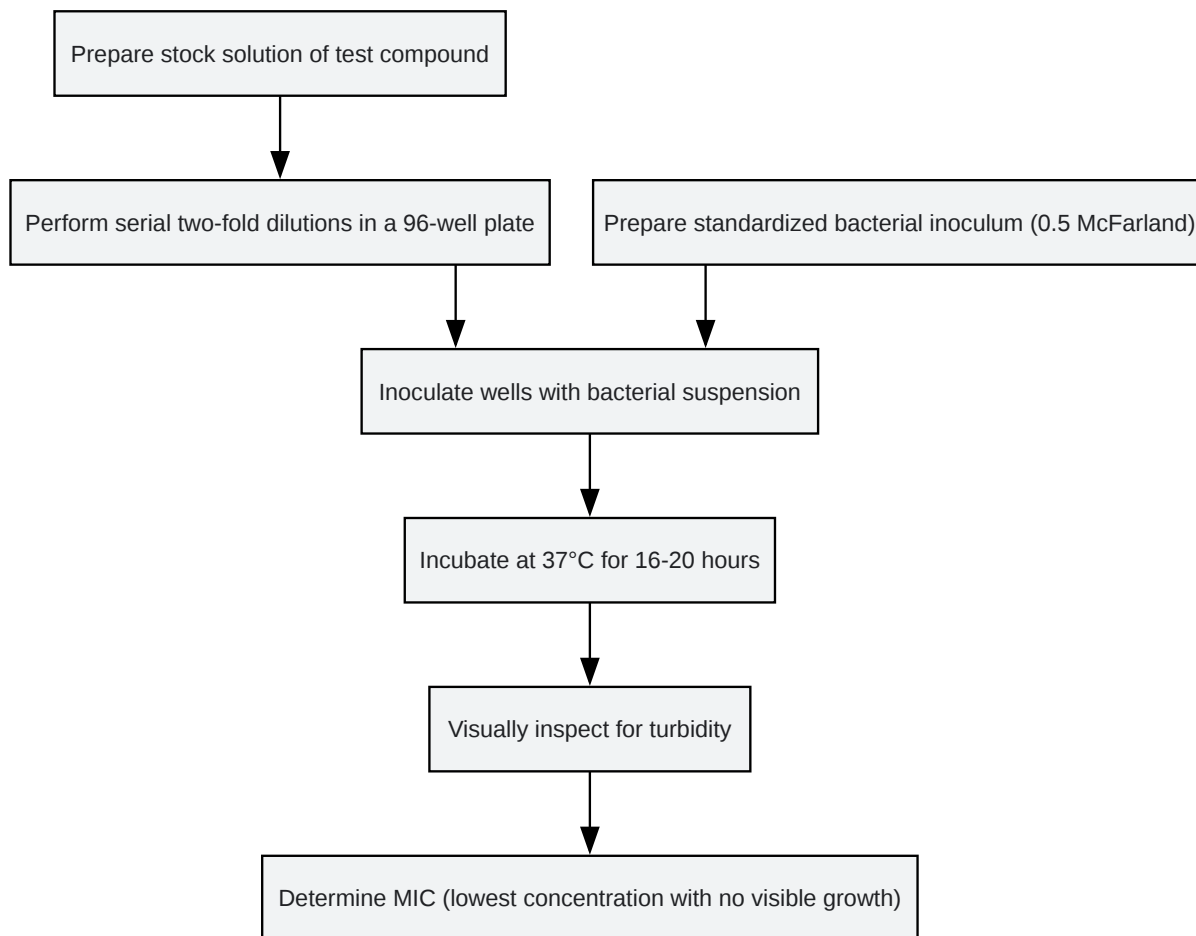 Prepare stock solution of test compound
Perform serial two-fold dilutions in a 96-well plate
Prepare standardized bacterial inoculum (0.5 McFarland)
Inoculate wells with bacterial suspension
Incubate at 37°C for 16-20 hours
Visually inspect for turbidity
Determine MIC (lowest concentration with no visible growth)